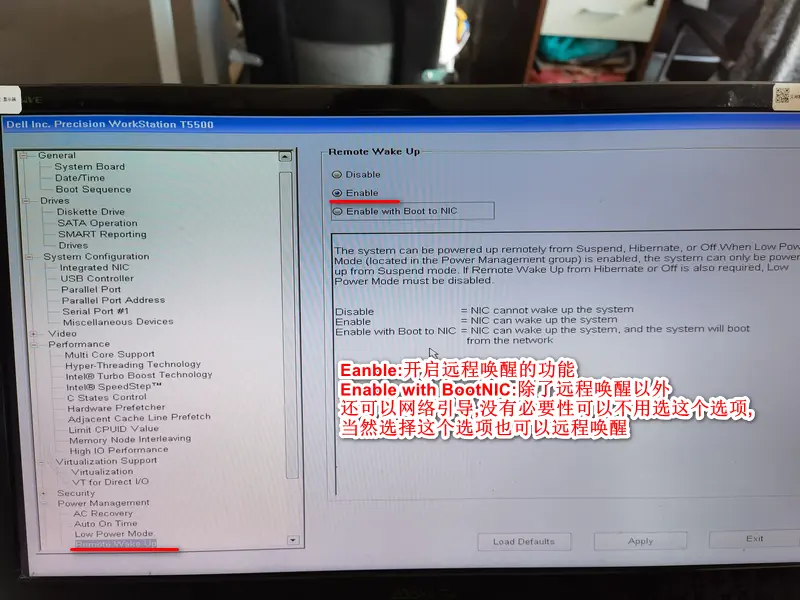 Dell Inc. Precision WorkStation T5500
General
System Board
Date/Time
Boot Sequence
Drives
Diskette Drive
SATA Operation
SMART Reporting
Drives
System Configuration
Integrated NIC
USB Controller
Parallel Port
Parallel Port Address
Serial Port #1
Miscellaneous Devices
Video
Performance
Multi Core Support
Hyper-Threading Technology
Intel® Turbo Boost Technology
Intel® SpeedStep™
C States Control
Hardware Prefetcher
Adjacent Cache Line Prefetch
Limit CPUID Value
Memory Node Interleaving
High IO Performance
Virtualization Support
Virtualization
VT for Direct I/O
Security
Power Management
AC Recovery
Auto On Time
Low Power Mode
Remote Wake Up
Remote Wake Up
Disable
Enable
Enable with Boot to NIC
The system can be powered up remotely from Suspend, Hibernate, or Off When Low Pow
Mode (located in the Power Management group) is enabled, the system can only be power
up from Suspend mode. If Remote Wake Up from Hibernate or Off is also required, Low
Power Mode must be disabled.
Disable = NIC cannot wake up the system
Enable = NIC can wake up the system
Enable with Boot to NIC = NIC can wake up the system, and the system will boot
from the network
Eanble:开启远程唤醒的功能
Enable with BootNIC:除了远程唤醒以外
还可以网络引导,没有必要性可以不用选这个选项,
当然选择这个选项也可以远程唤醒
Load Defaults
Apply
Exit